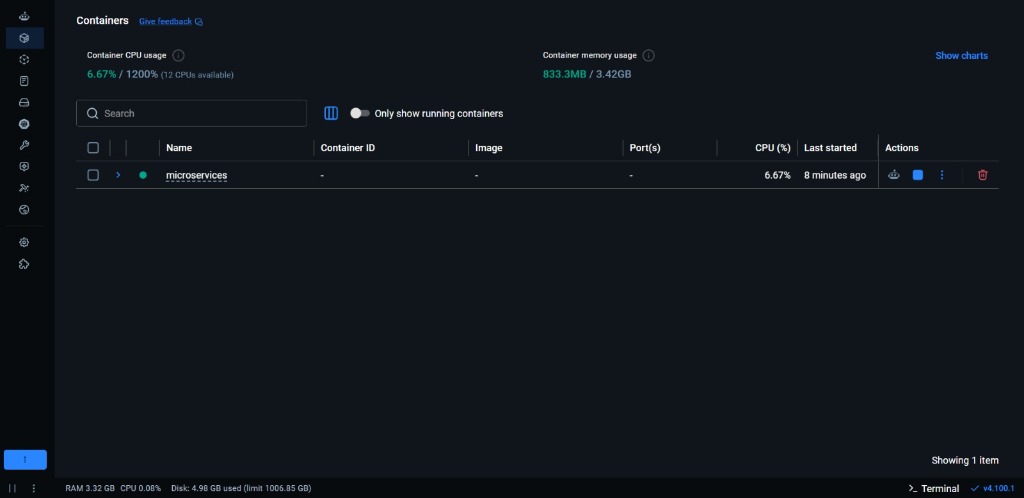 Containers Give feedback
Container CPU usage
6.67% / 1200% (12 CPUs available)
Container memory usage
833.3MB / 3.42GB
Show charts
Search
Only show running containers
Name Container ID Image Port(s) CPU (%) Last started Actions
microservices - - - 6.67% 8 minutes ago
Showing 1 item
RAM 3.32 GB CPU 0.08% Disk: 4.98 GB used (limit 1006.85 GB)
>_ Terminal
v4.100.1